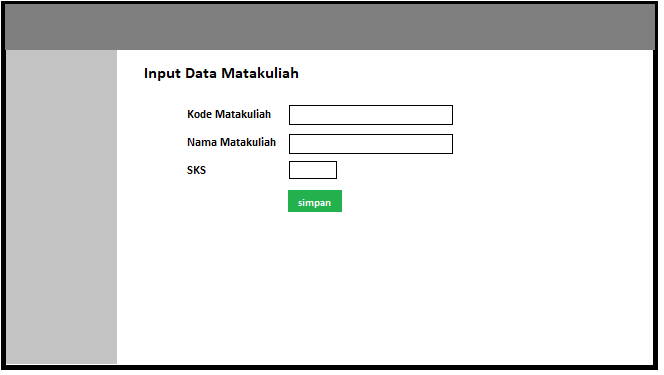 Input Data Matakuliah
Kode Matakuliah
Nama Matakuliah
SKS
simpan